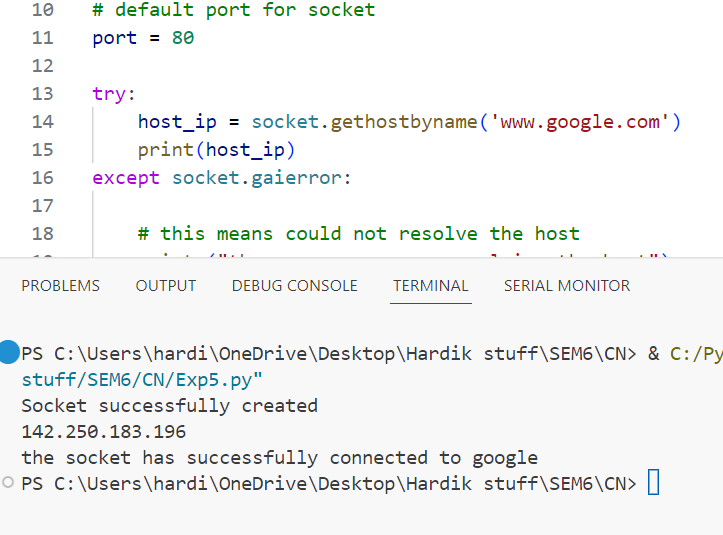 10 # default port for socket
11 port = 80
12
13 try:
14 host_ip = socket.gethostbyname('www.google.com')
15 print(host_ip)
16 except socket.gaierror:
17
18 # this means could not resolve the host
PROBLEMS OUTPUT DEBUG CONSOLE TERMINAL SERIAL MONITOR
PS C:\Users\hardi\OneDrive\Desktop\Hardik stuff\SEM6\CN> & C:/Py
stuff/SEM6/CN/Exp5.py"
Socket successfully created
142.250.183.196
the socket has successfully connected to google
PS C:\Users\hardi\OneDrive\Desktop\Hardik stuff\SEM6\CN>